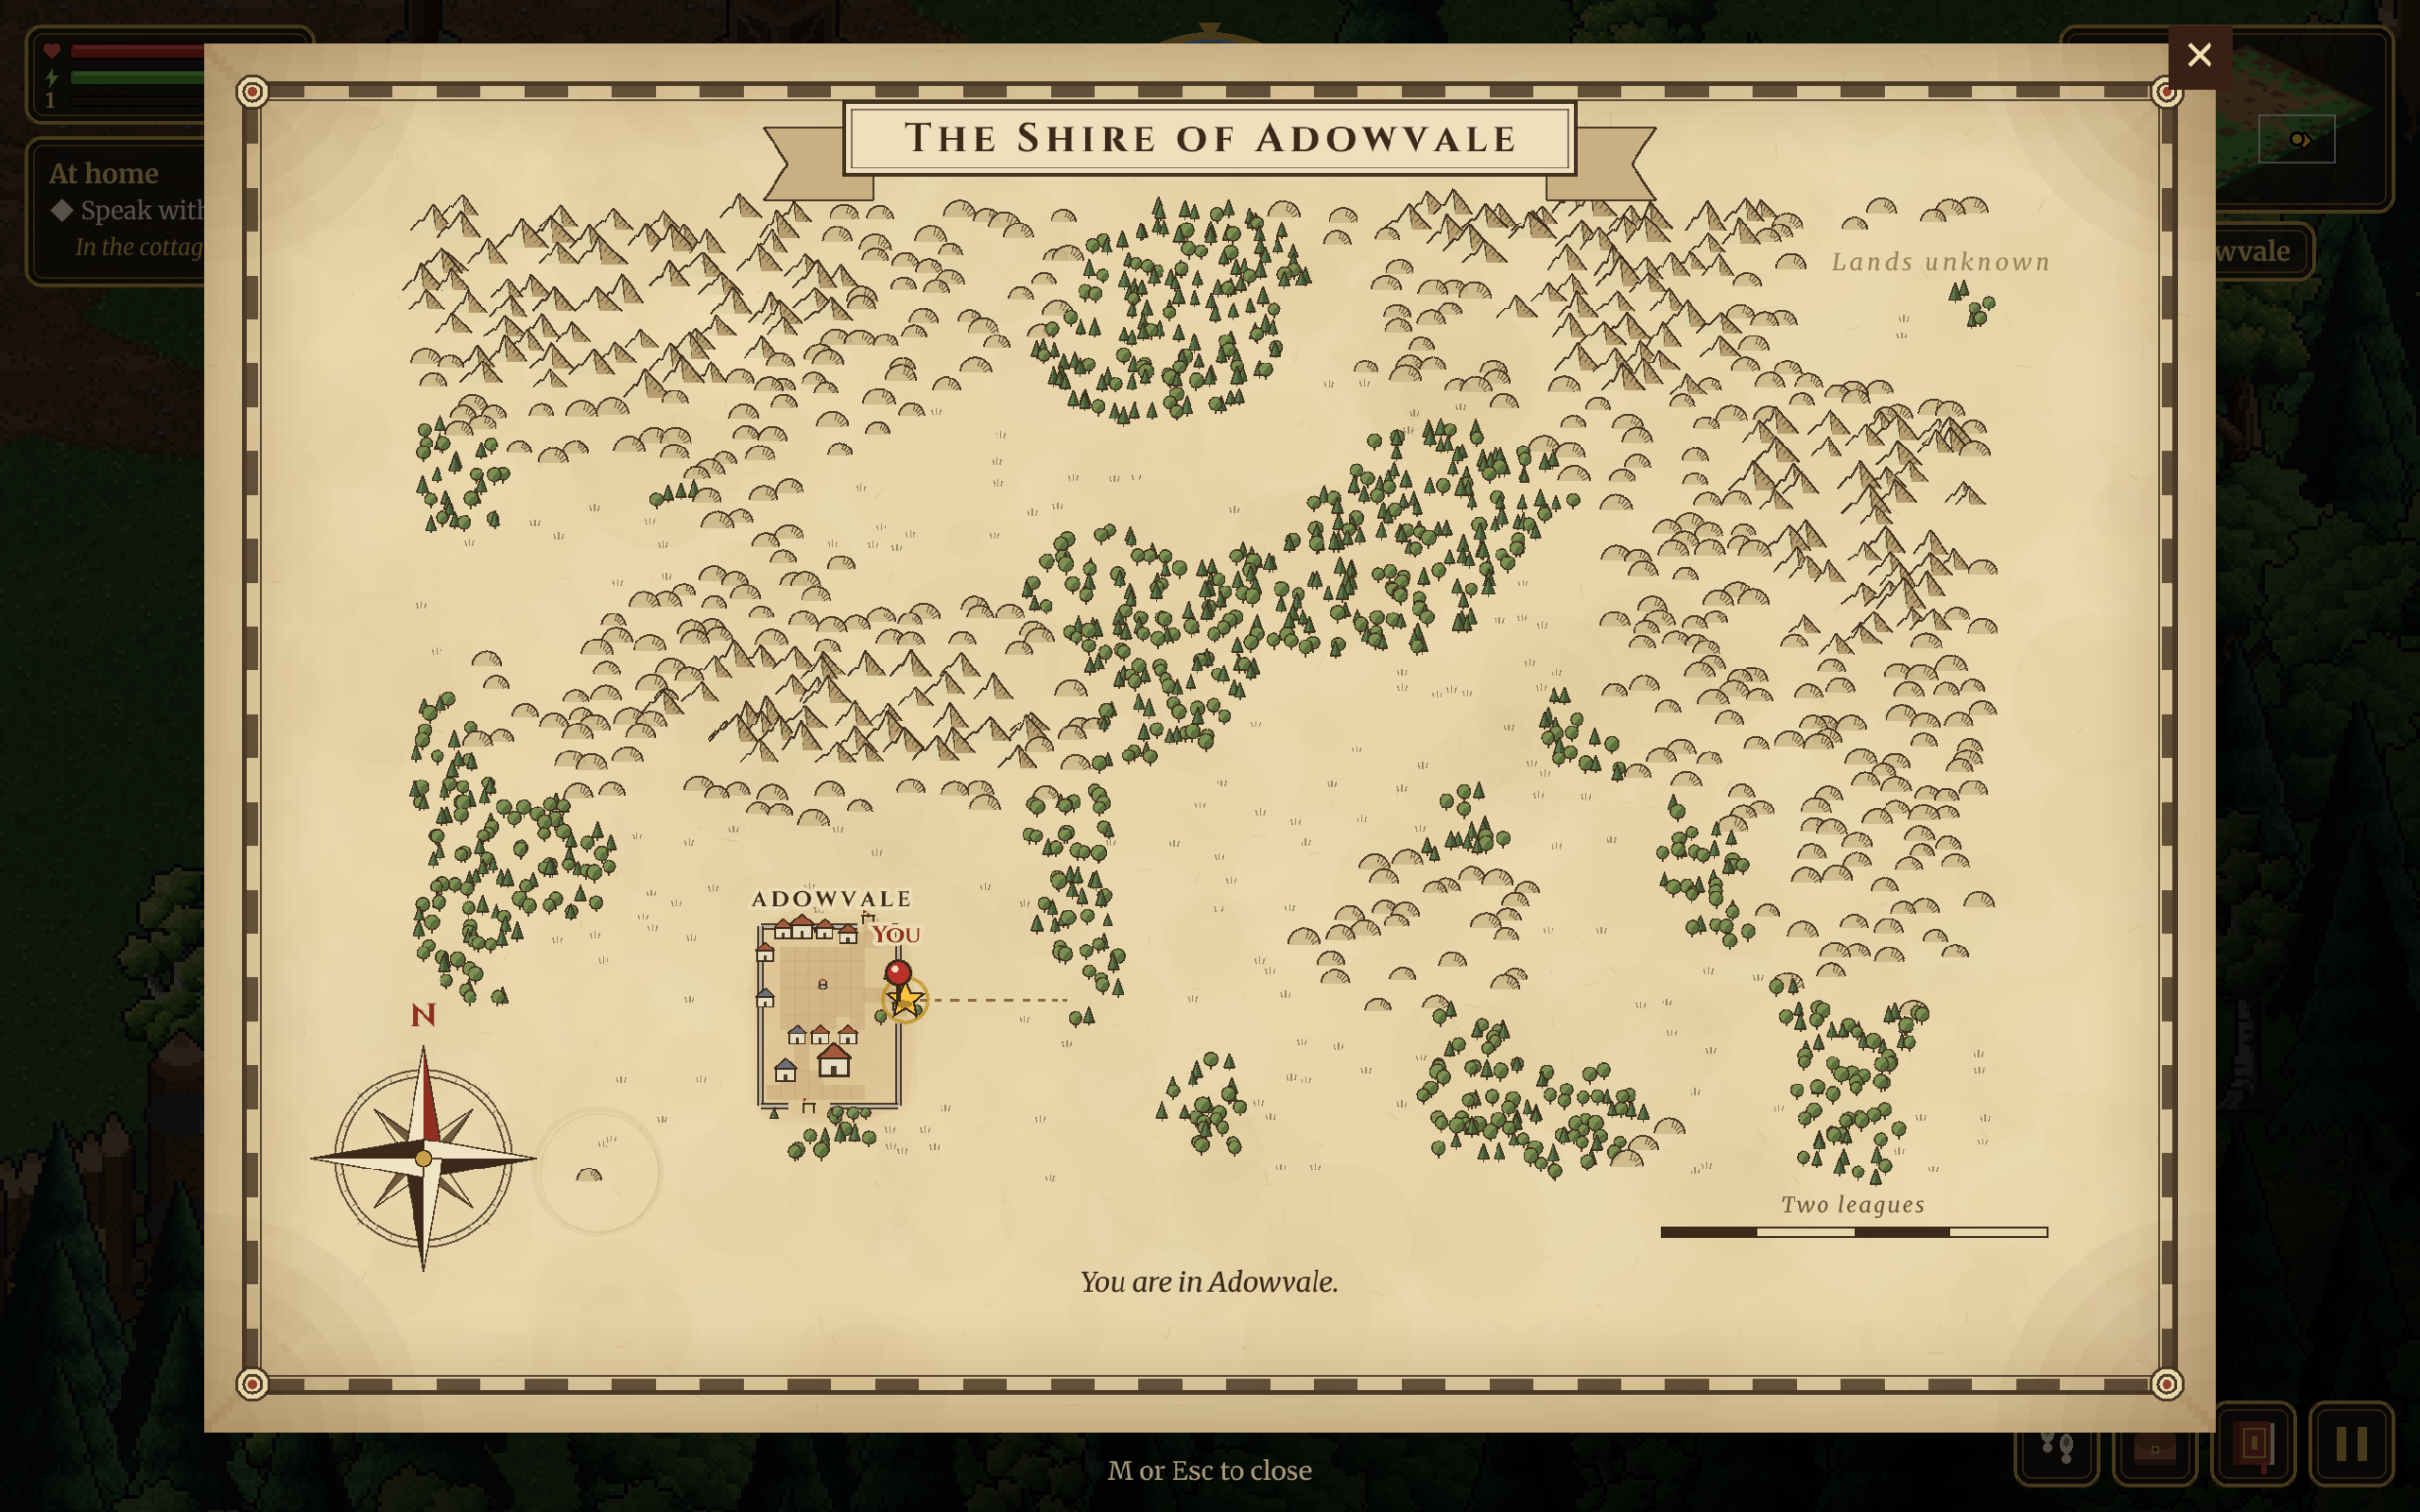 THE SHIRE OF ADOWVALE
1
At home
Speak with
In the cottag
wvale
Lands unknown
ADOWVALE
YOU
N
Two leagues
You are in Adowvale.
M or Esc to close